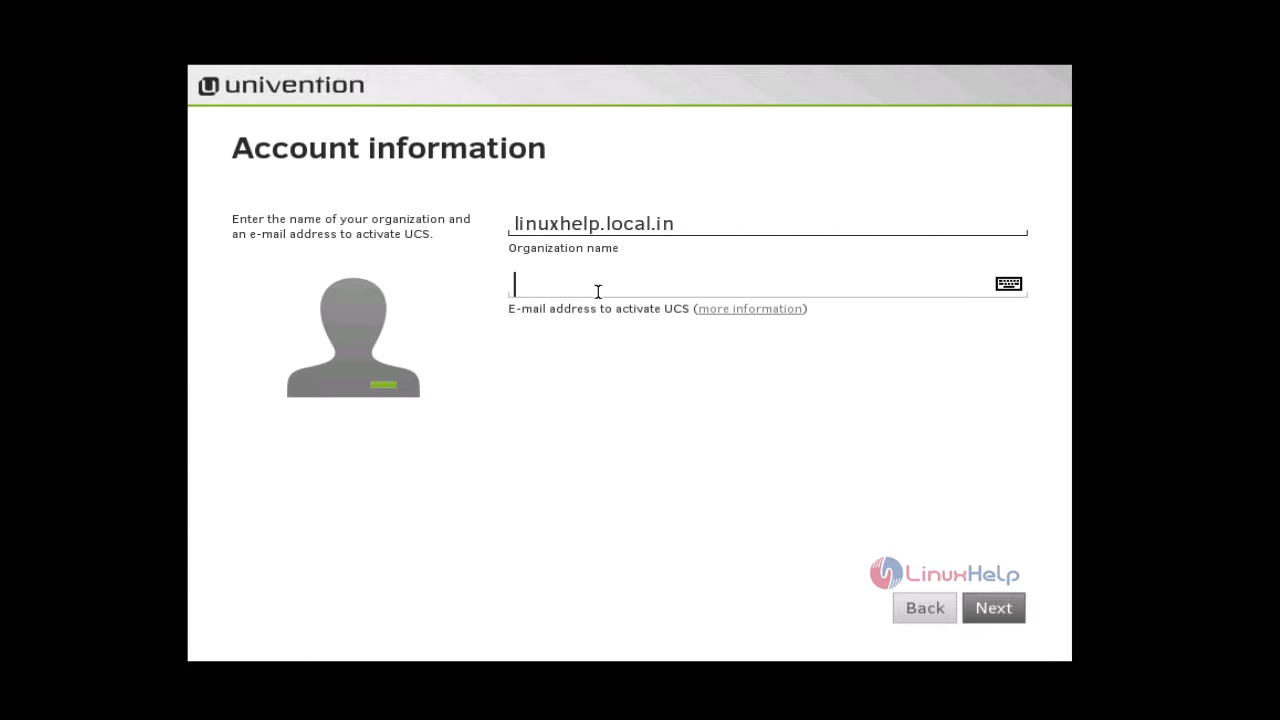 univention
Account information
Enter the name of your organization and
an e-mail address to activate UCS.
linuxhelp.local.in
Organization name
E-mail address to activate UCS (more information)
LinuxHelp
Back
Next